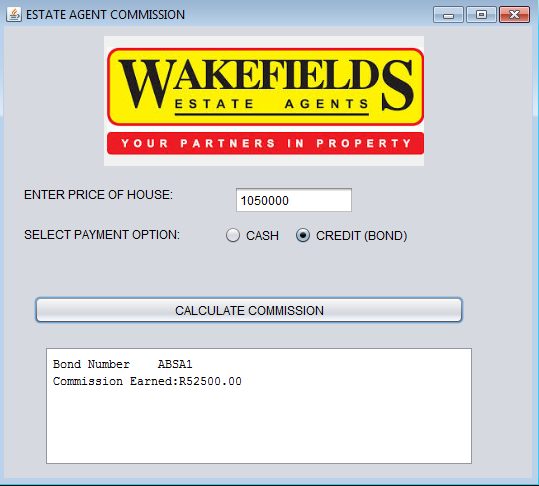 ESTATE AGENT COMMISSION
WAKEFIELDS
ESTATE AGENTS
YOUR PARTNERS IN PROPERTY
ENTER PRICE OF HOUSE: 1050000
SELECT PAYMENT OPTION: CASH CREDIT (BOND)
CALCULATE COMMISSION
Bond Number ABSA1
Commission Earned:R52500.00